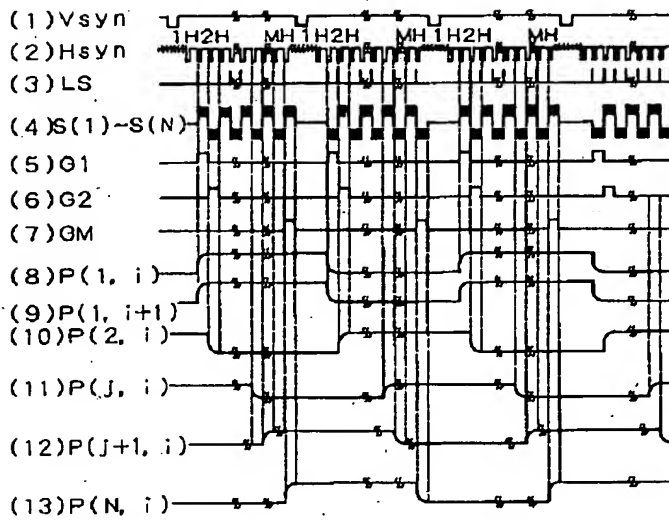 (1)Vsyn
1H2H MH 1H2H MH 1H2H MH
(2)Hsyn
(3)LS
(4)S(1)~S(N)
(5)G1
(6)G2
(7)GM
(8)P(1, i)
(9)P(1, i+1)
(10)P(2, i)
(11)P(j, i)
(12)P(j+1, i)
(13)P(N, i)